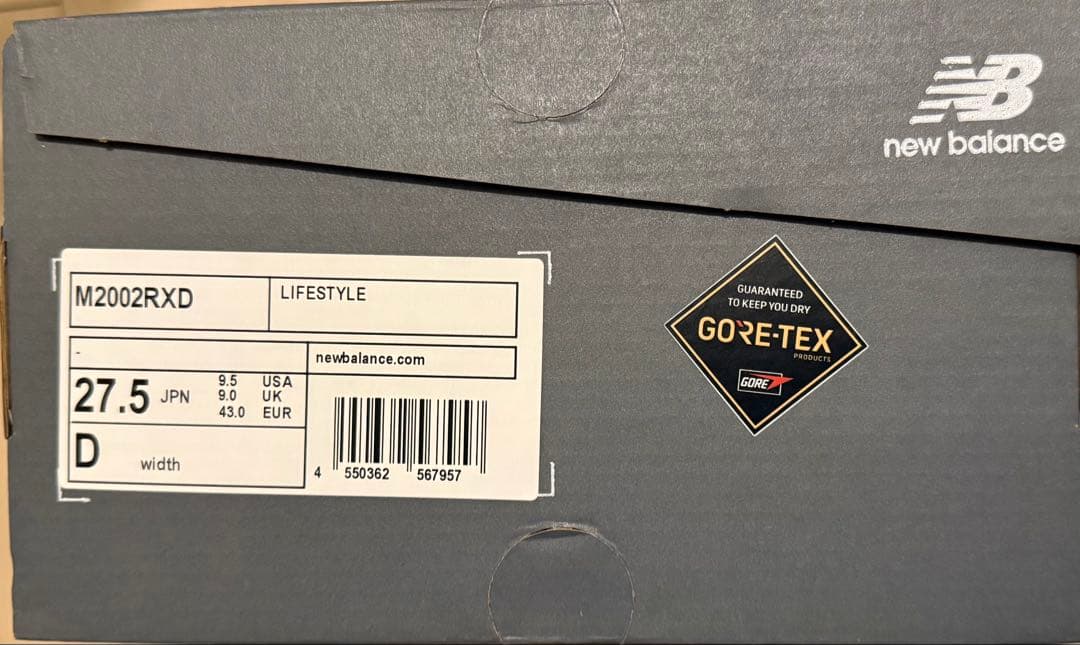 NB
new balance
M2002RXD
LIFESTYLE
-
newbalance.com
27.5 JPN
9.5 USA
9.0 UK
43.0 EUR
D width
4 550362 567957
GUARANTEED
TO KEEP YOU DRY
GORE-TEX
PRODUCTS
GORE